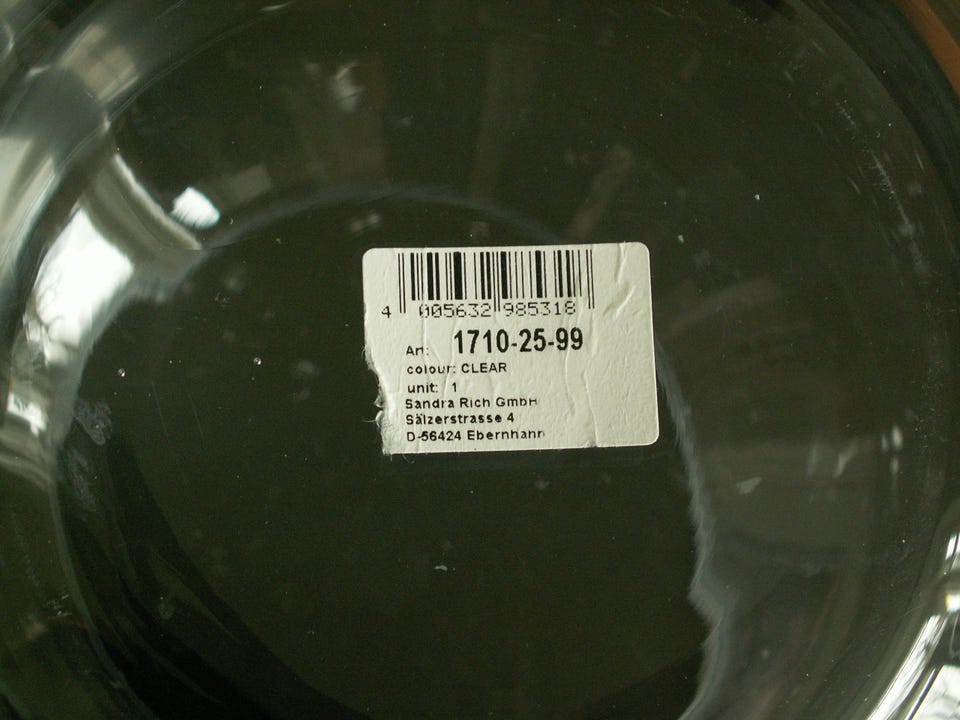 4 005632 985318
Art: 1710-25-99
colour: CLEAR
unit: 1
Sandra Rich GmbH
Sälzerstrasse 4
D-56424 Ebernhahn